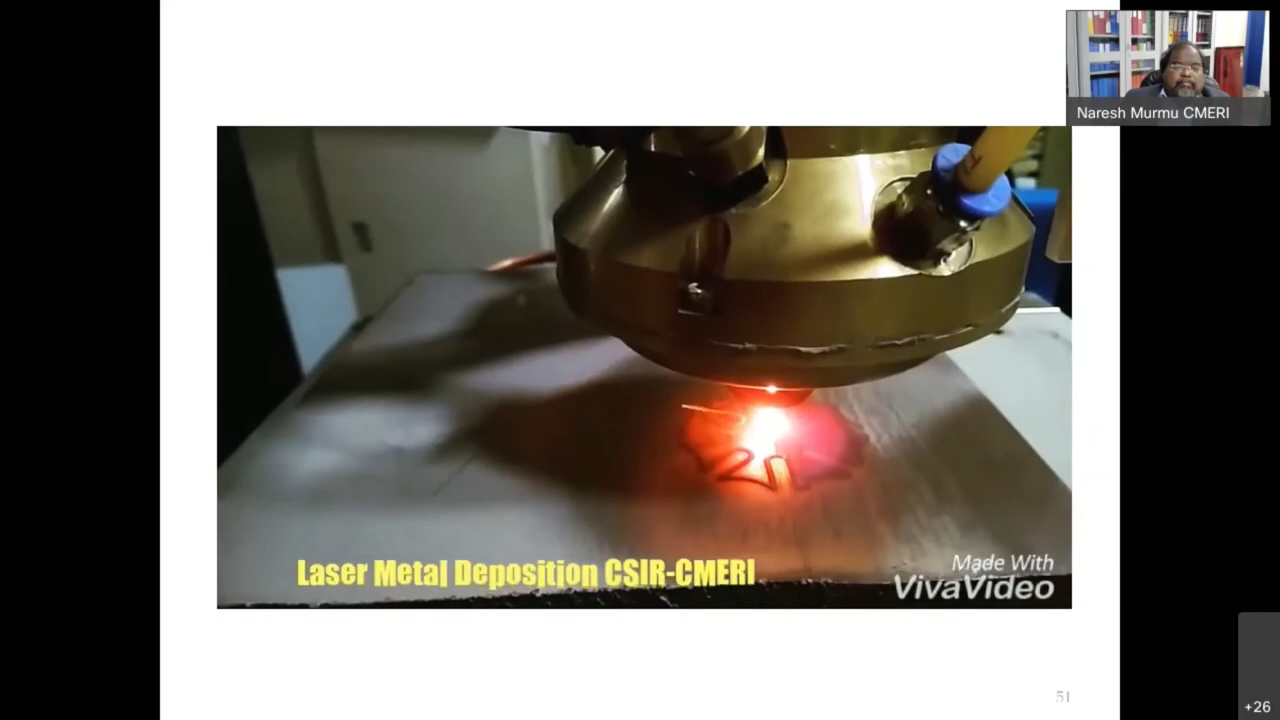 Naresh Murmu CMERI
Laser Metal Deposition CSIR-CMERI
Made With
VivaVideo
51
+26